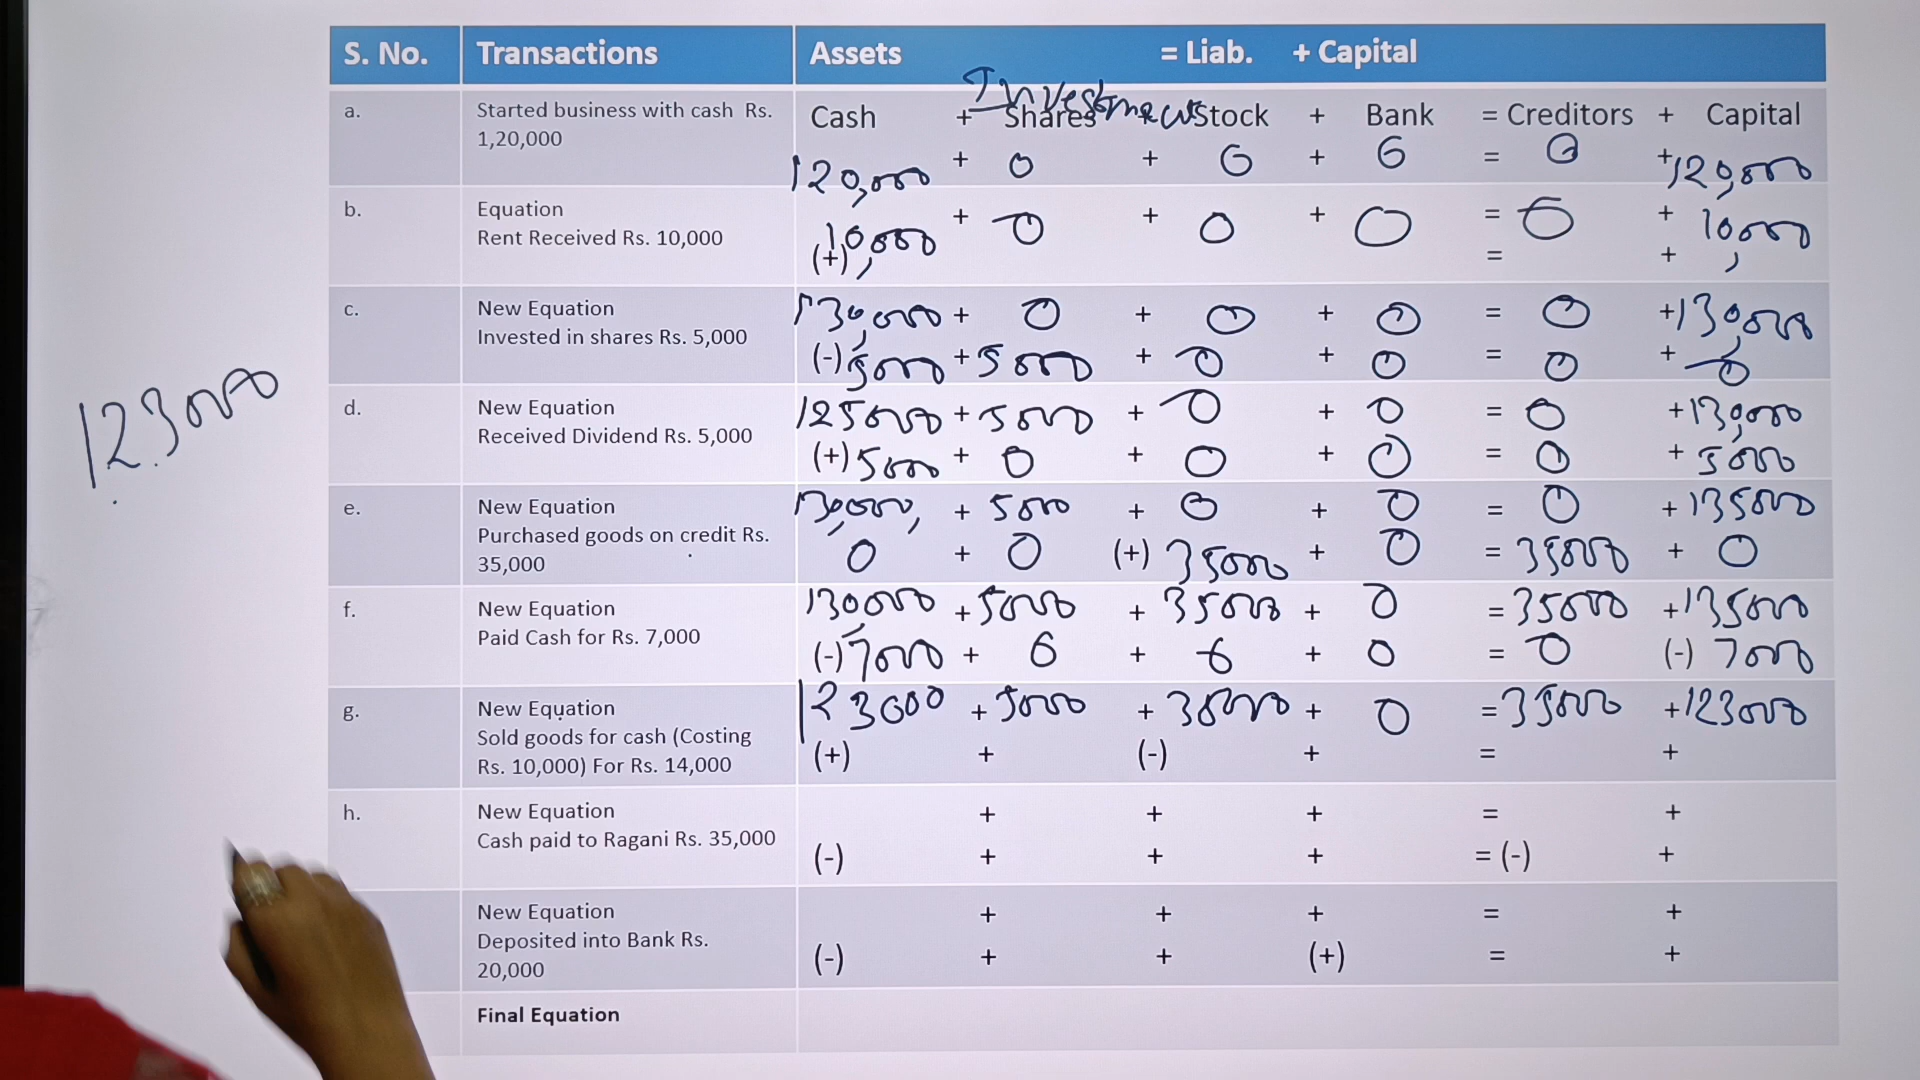 S. No. Transactions Assets = Liab. + Capital
Investment
a. Started business with cash Rs. 1,20,000 Cash + Shares + Stock + Bank = Creditors + Capital
120,000 + 0 + 0 + 0 = 0 + 120,000
b. Equation
Rent Received Rs. 10,000 (+) 10,000 + 0 + 0 + 0 = 0 + 10,000
= +
c. New Equation 130,000 + 0 + 0 + 0 = 0 + 130,000
Invested in shares Rs. 5,000 (-) 5000 + 5000 + 0 + 0 = 0 + 0
d. New Equation 125000 + 5000 + 0 + 0 = 0 + 130,000
Received Dividend Rs. 5,000 (+) 5000 + 0 + 0 + 0 = 0 + 5000
123000
e. New Equation 130,000, + 5000 + 0 + 0 = 0 + 135000
Purchased goods on credit Rs. 0 + 0 (+) 35000 + 0 = 35000 + 0
35,000
f. New Equation 130000 + 5000 + 35000 + 0 = 35000 + 135000
Paid Cash for Rs. 7,000 (-) 7000 + 0 + 0 + 0 = 0 (-) 7000
g. New Equation 123000 + 5000 + + 0 = 35000 + 123000
Sold goods for cash (Costing (+) + (-) + = +
Rs. 10,000) For Rs. 14,000
h. New Equation + + + = +
Cash paid to Ragani Rs. 35,000 (-) + + + = (-) +
New Equation + + + = +
Deposited into Bank Rs. (-) + + (+) = +
20,000
Final Equation